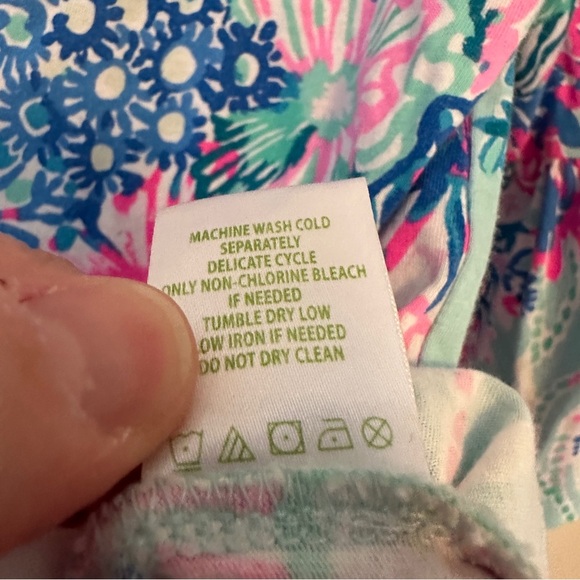 MACHINE WASH COLD
SEPARATELY
DELICATE CYCLE
ONLY NON-CHLORINE BLEACH
IF NEEDED
TUMBLE DRY LOW
LOW IRON IF NEEDED
DO NOT DRY CLEAN